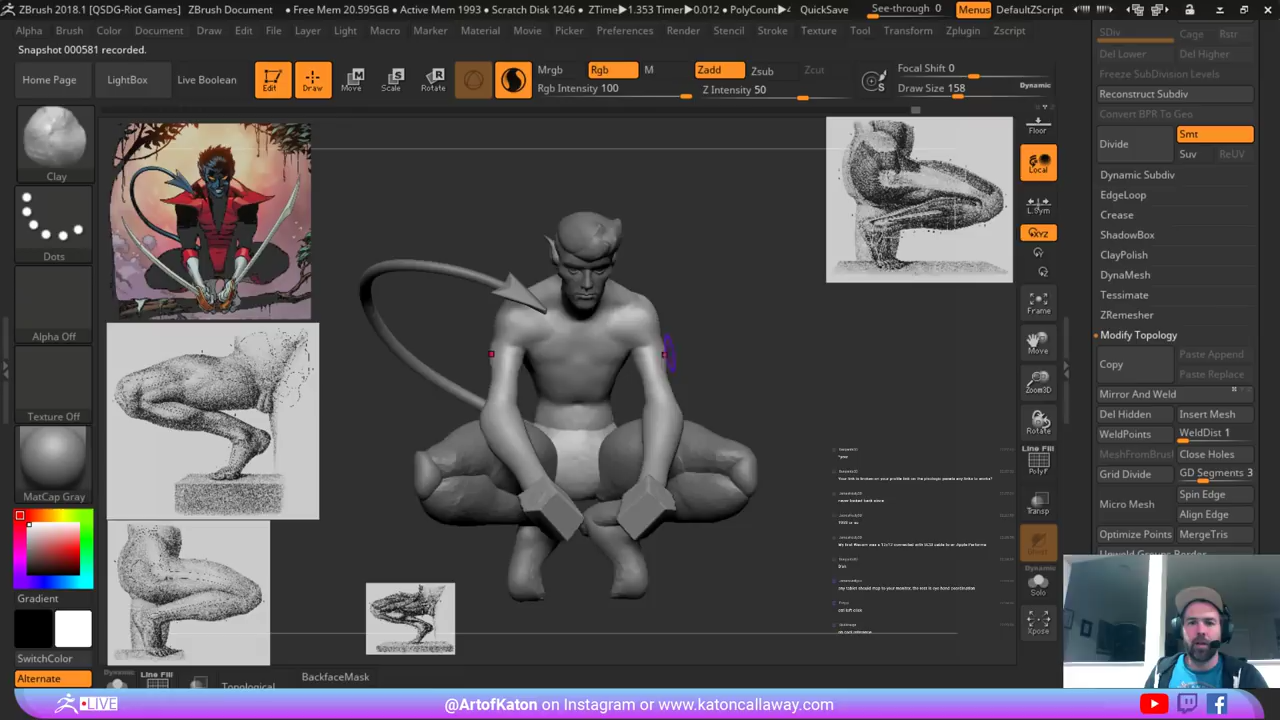 ZBrush 2018.1 [QSDG-Riot Games]
ZBrush Document
• Free Mem 20.595GB • Active Mem 1993 • Scratch Disk 1246 • ZTime▸1.353 Timer▸0.012 • PolyCount▸
QuickSave
See-through 0
Menus
DefaultZScript
Alpha Brush Color Document Draw Edit File Layer Light Macro Marker Material Movie Picker Preferences Render Stencil Stroke Texture Tool Transform Zplugin Zscript
Snapshot 000581 recorded.
Home Page
LightBox
Live Boolean
Edit
Draw
Move
Scale
Rotate
Mrgb
Rgb
M
Rgb Intensity 100
Zadd
Zsub
Zcut
Z Intensity 50
Focal Shift 0
Draw Size 158
Dynamic
Clay
Dots
Alpha Off
Texture Off
MatCap Gray
Gradient
SwitchColor
Alternate
Floor
Local
L.Sym
XYZ
Frame
Move
Zoom3D
Rotate
Line Fill
PolyF
Transp
Dynamic
Solo
Xpose
SDiv
Cage
Rstr
Del Lower
Del Higher
Freeze SubDivision Levels
Reconstruct Subdiv
Convert BPR To Geo
Divide
Smt
Suv
ReUV
Dynamic Subdiv
EdgeLoop
Crease
ShadowBox
ClayPolish
DynaMesh
Tessimate
ZRemesher
Modify Topology
Copy
Paste Append
Paste Replace
Mirror And Weld
Del Hidden
Insert Mesh
WeldPoints
WeldDist 1
MeshFromBrush
Close Holes
Grid Divide
GD Segments 3
Micro Mesh
Spin Edge
Align Edge
Optimize Points
MergeTris
Dynamic
Line Fill
Topological
BackfaceMask
LIVE
@ArtofKaton on Instagram or www.katoncallaway.com